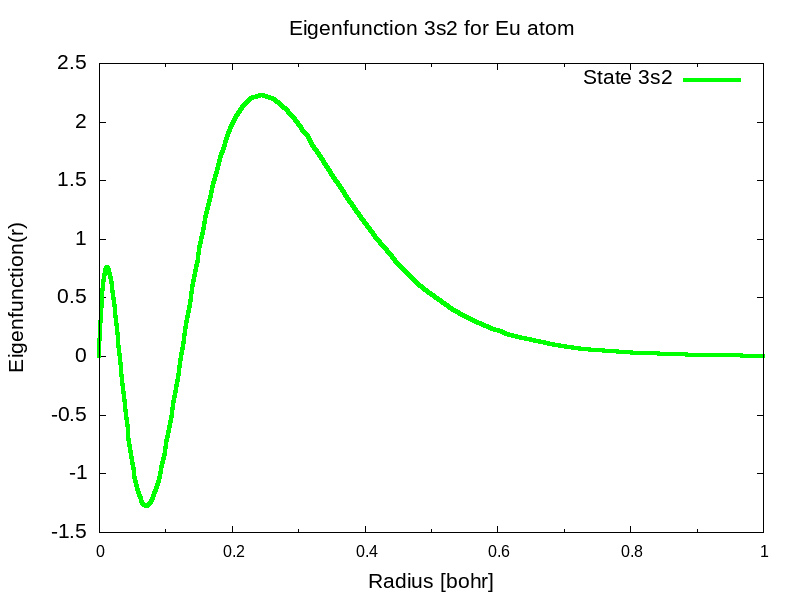 Eigenfunction 3s2 for Eu atom
State 3s2
2.5
2
1.5
1
0.5
0
-0.5
-1
-1.5
Eigenfunction(r)
0 0.2 0.4 0.6 0.8 1
Radius [bohr]